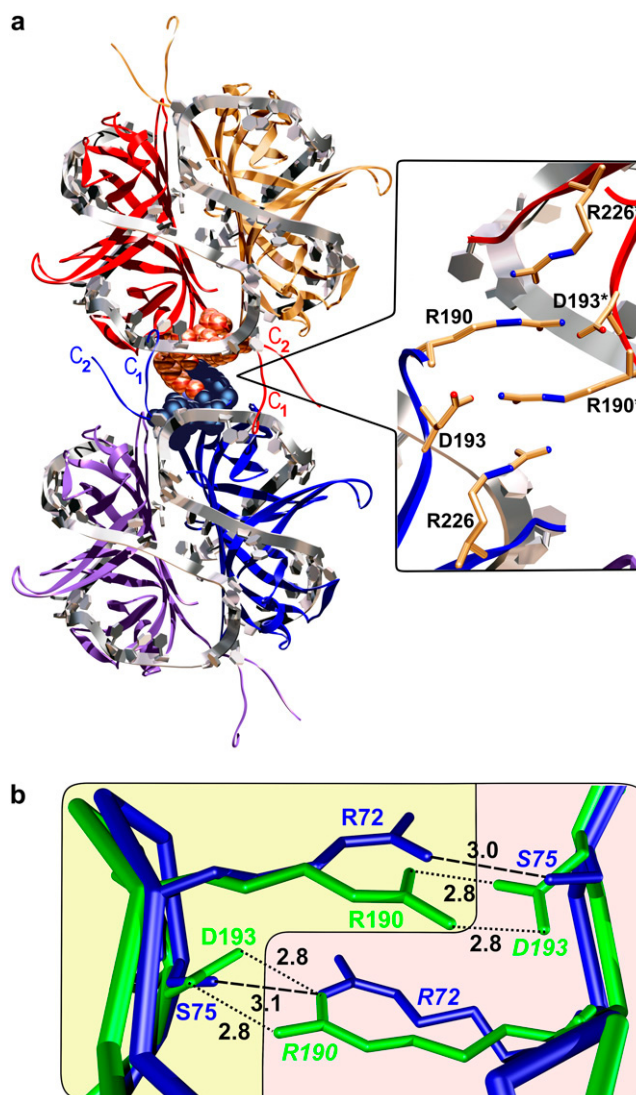 a
C₂
C₁
C₂
C₁
R226*
D193*
R190
R190*
D193
R226
b
R72
3.0
S75
2.8
R190
D193
2.8
D193
2.8
S75
3.1
R72
2.8
R190